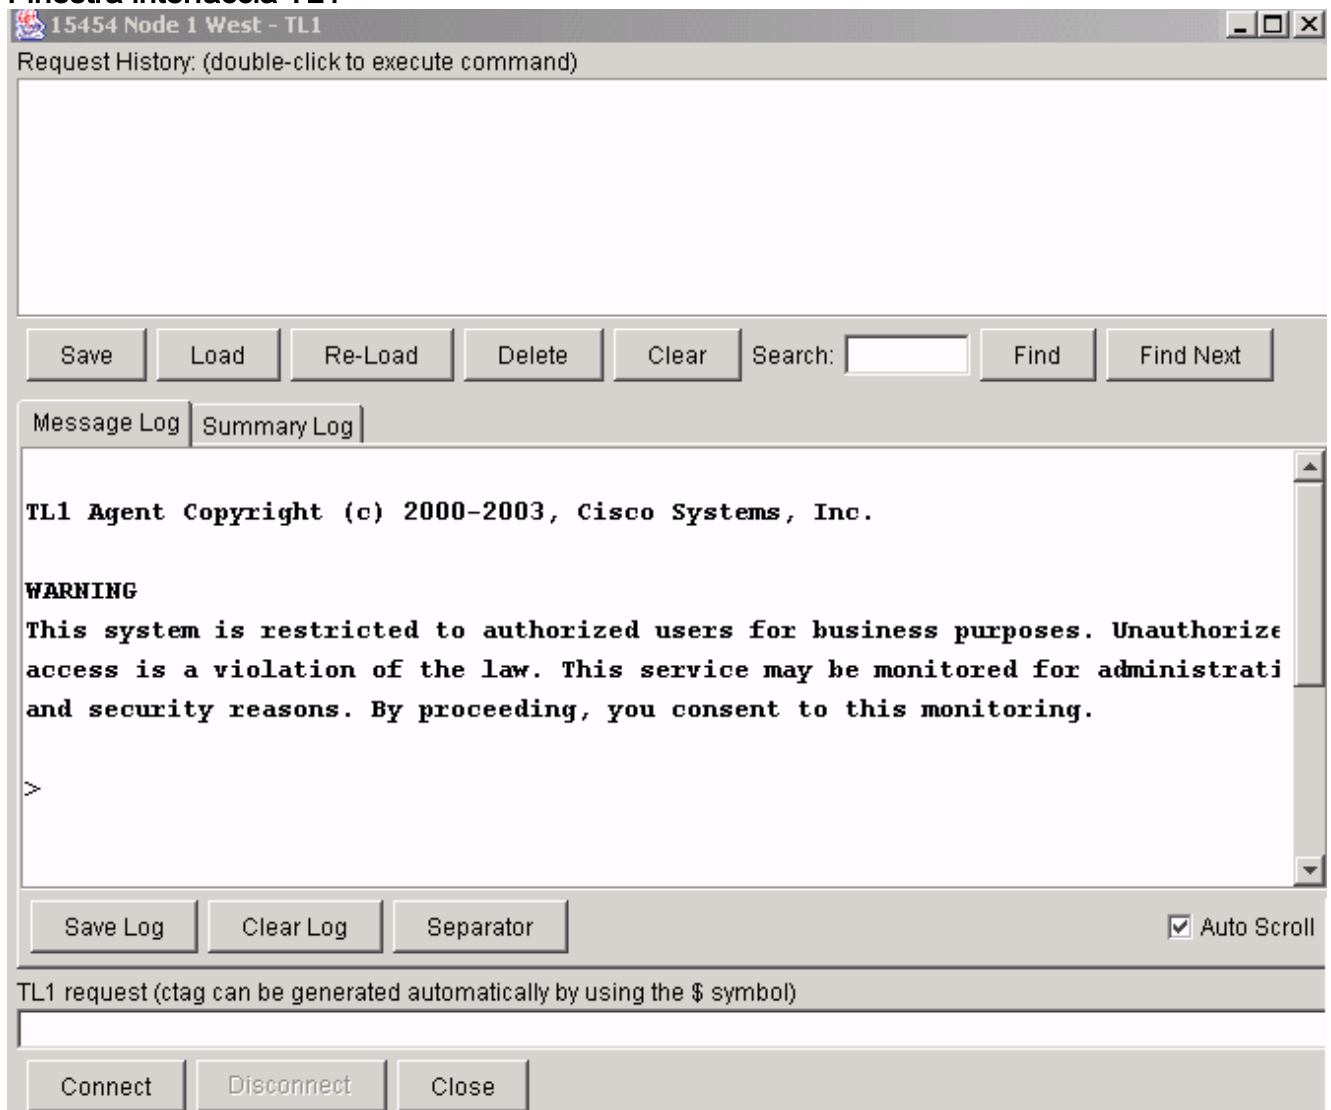 Finestra interfaccia TL1
15454 Node 1 West - TL1
Request History: (double-click to execute command)
Save Load Re-Load Delete Clear Search: Find Find Next
Message Log Summary Log
TL1 Agent Copyright (c) 2000-2003, Cisco Systems, Inc.
WARNING
This system is restricted to authorized users for business purposes. Unauthorize
access is a violation of the law. This service may be monitored for administrati
and security reasons. By proceeding, you consent to this monitoring.
>
Save Log Clear Log Separator Auto Scroll
TL1 request (ctag can be generated automatically by using the $ symbol)
Connect Disconnect Close